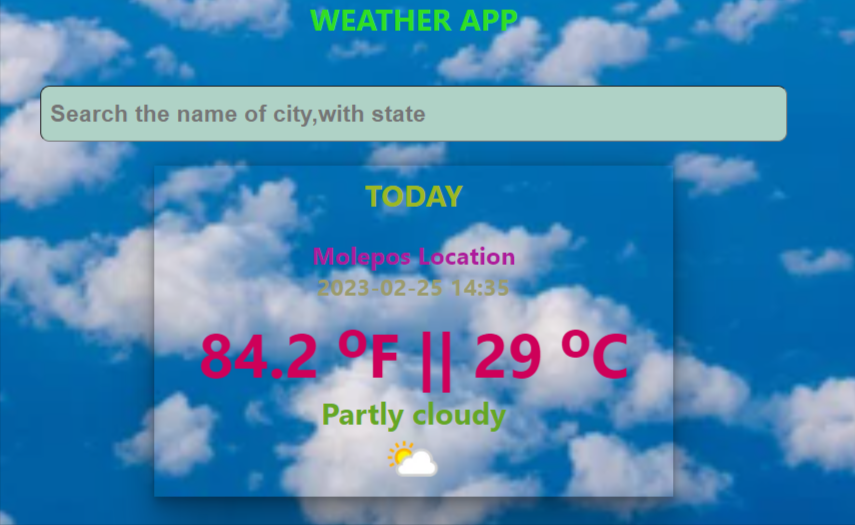 WEATHER APP
Search the name of city,with state
TODAY
Molepos Location
2023-02-25 14:35
84.2 ºF || 29 ºC
Partly cloudy